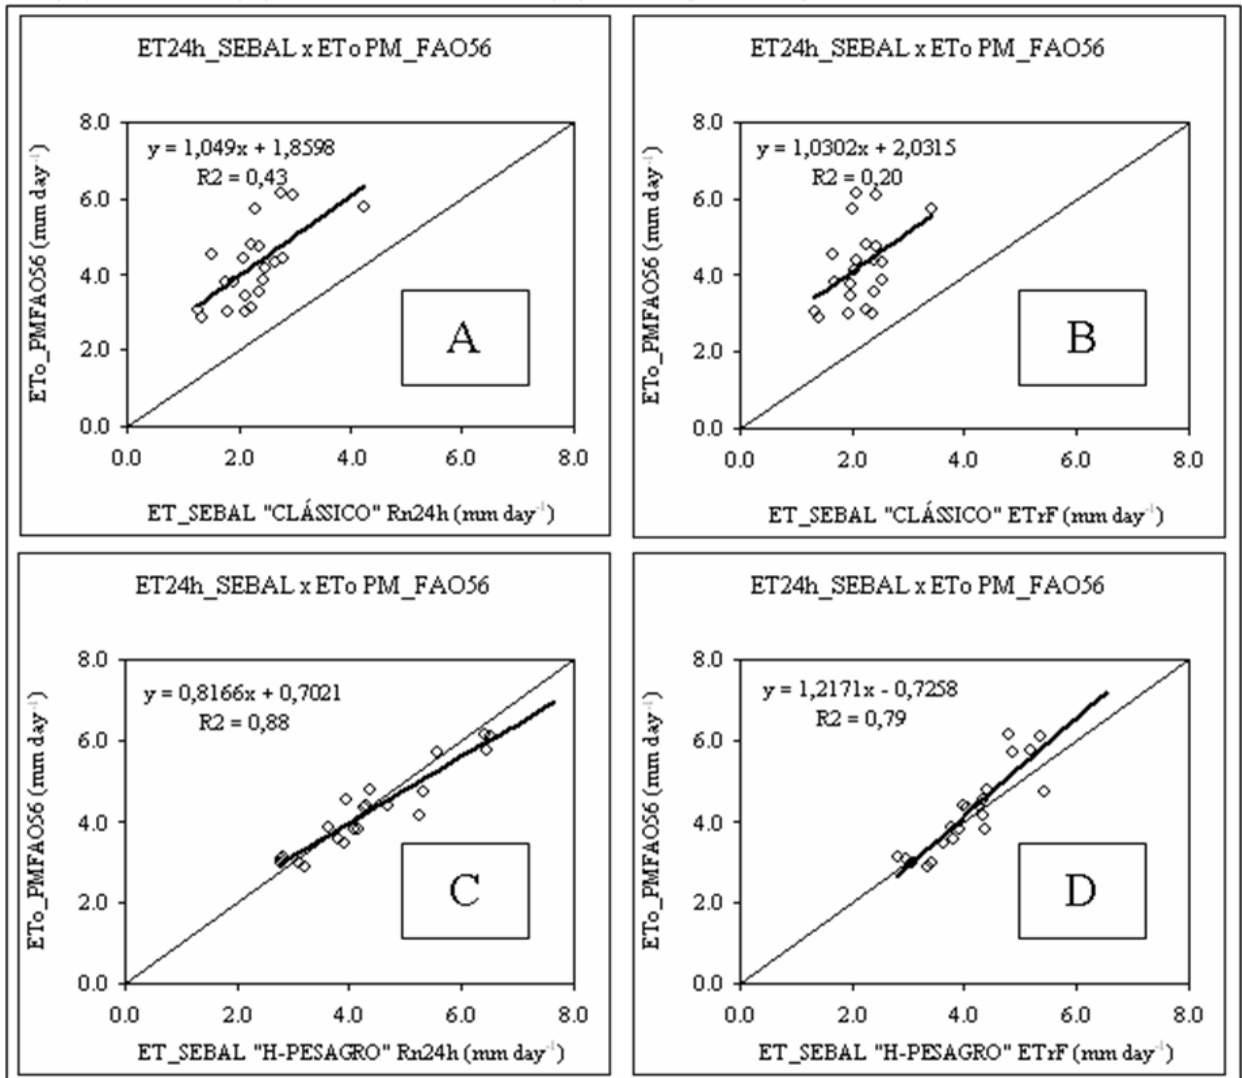 ET24h_SEBAL x ETo PM_FAO56
y = 1,049x + 1,8598
R2 = 0,43
ETo_PMFAO56 (mm day⁻¹)
8.0
6.0
4.0
2.0
0.0
0.0 2.0 4.0 6.0 8.0
A
ET_SEBAL "CLÁSSICO" Rn24h (mm day⁻¹)
ET24h_SEBAL x ETo PM_FAO56
y = 1,0302x + 2,0315
R2 = 0,20
ETo_PMFAO56 (mm day⁻¹)
8.0
6.0
4.0
2.0
0.0
0.0 2.0 4.0 6.0 8.0
B
ET_SEBAL "CLÁSSICO" ETrF (mm day⁻¹)
ET24h_SEBAL x ETo PM_FAO56
y = 0,8166x + 0,7021
R2 = 0,88
ETo_PMFAO56 (mm day⁻¹)
8.0
6.0
4.0
2.0
0.0
0.0 2.0 4.0 6.0 8.0
C
ET_SEBAL "H-PESAGRO" Rn24h (mm day⁻¹)
ET24h_SEBAL x ETo PM_FAO56
y = 1,2171x - 0,7258
R2 = 0,79
ETo_PMFAO56 (mm day⁻¹)
8.0
6.0
4.0
2.0
0.0
0.0 2.0 4.0 6.0 8.0
D
ET_SEBAL "H-PESAGRO" ETrF (mm day⁻¹)